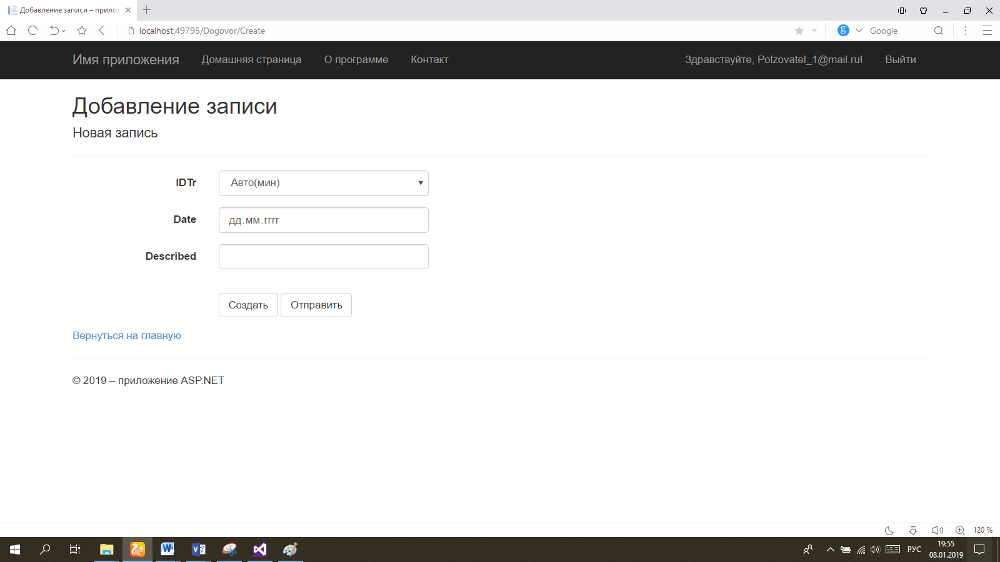 Добавление записи – прилож
localhost:49795/Dogovor/Create
Google
Имя приложения
Домашняя страница
О программе
Контакт
Здравствуйте, Polzovatel_1@mail.ru!
Выйти
Добавление записи
Новая запись
IDTr
Авто(мин)
Date
дд.мм.гггг
Described
Создать
Отправить
Вернуться на главную
© 2019 – приложение ASP.NET
120 %
РУС
19:55
08.01.2019